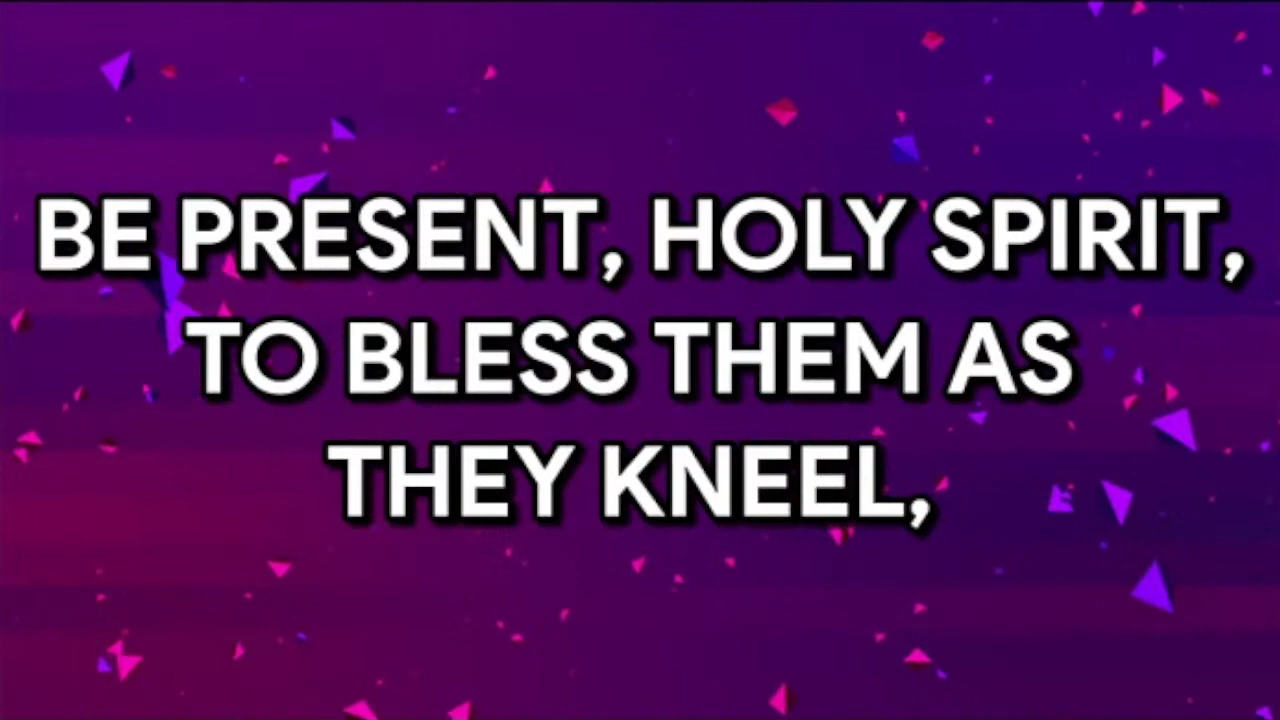 BE PRESENT, HOLY SPIRIT,
TO BLESS THEM AS
THEY KNEEL,